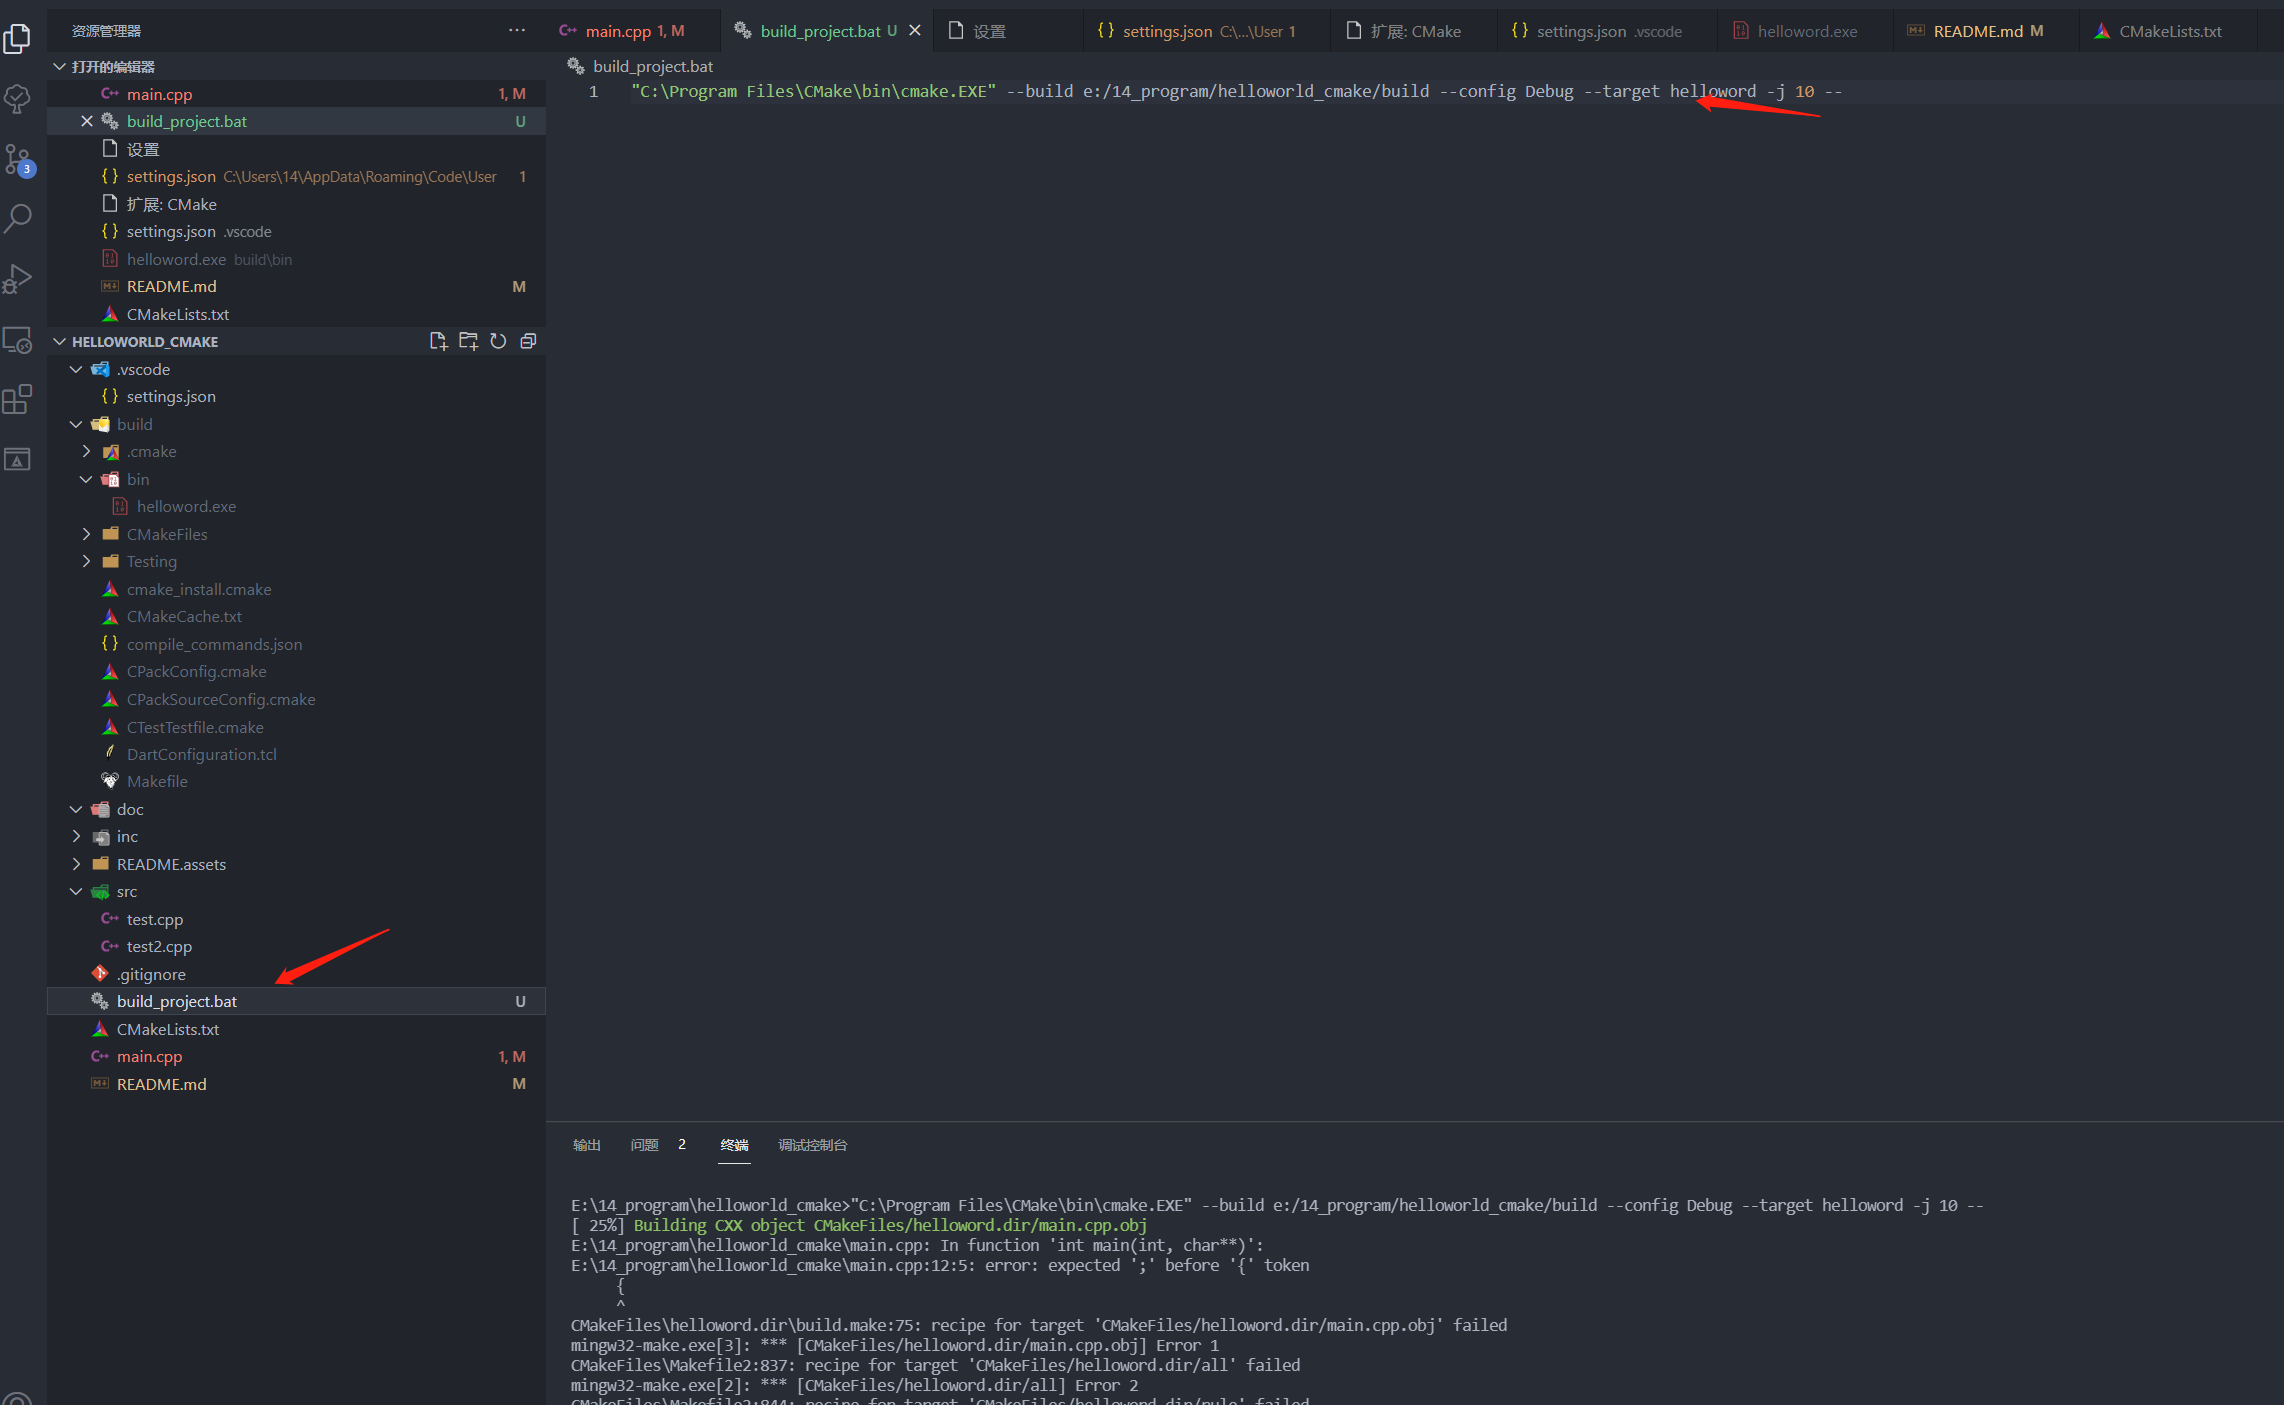 资源管理器 ···
打开的编辑器
main.cpp 1, M
build_project.bat U
设置
settings.json C:\Users\14\AppData\Roaming\Code\User 1
扩展: CMake
settings.json .vscode
helloword.exe build\bin
README.md M
CMakeLists.txt
HELLOWORLD_CMAKE
.vscode
settings.json
build
.cmake
bin
helloword.exe
CMakeFiles
Testing
cmake_install.cmake
CMakeCache.txt
compile_commands.json
CPackConfig.cmake
CPackSourceConfig.cmake
CTestTestfile.cmake
DartConfiguration.tcl
Makefile
doc
inc
README.assets
src
test.cpp
test2.cpp
.gitignore
build_project.bat U
CMakeLists.txt
main.cpp 1, M
README.md M
3
main.cpp 1, M build_project.bat U 设置 settings.json C:\...\User 1 扩展: CMake settings.json .vscode helloword.exe README.md M CMakeLists.txt
build_project.bat
1 "C:\Program Files\CMake\bin\cmake.EXE" --build e:/14_program/helloworld_cmake/build --config Debug --target helloword -j 10 --
输出 问题 2 终端 调试控制台
E:\14_program\helloworld_cmake>"C:\Program Files\CMake\bin\cmake.EXE" --build e:/14_program/helloworld_cmake/build --config Debug --target helloword -j 10 --
[ 25%] Building CXX object CMakeFiles/helloword.dir/main.cpp.obj
E:\14_program\helloworld_cmake\main.cpp: In function 'int main(int, char**)':
E:\14_program\helloworld_cmake\main.cpp:12:5: error: expected ';' before '{' token
{
^
CMakeFiles\helloword.dir\build.make:75: recipe for target 'CMakeFiles/helloword.dir/main.cpp.obj' failed
mingw32-make.exe[3]: *** [CMakeFiles/helloword.dir/main.cpp.obj] Error 1
CMakeFiles\Makefile2:837: recipe for target 'CMakeFiles/helloword.dir/all' failed
mingw32-make.exe[2]: *** [CMakeFiles/helloword.dir/all] Error 2
CMakeFiles\Makefile2:844: recipe for target 'CMakeFiles/helloword.dir/rule' failed